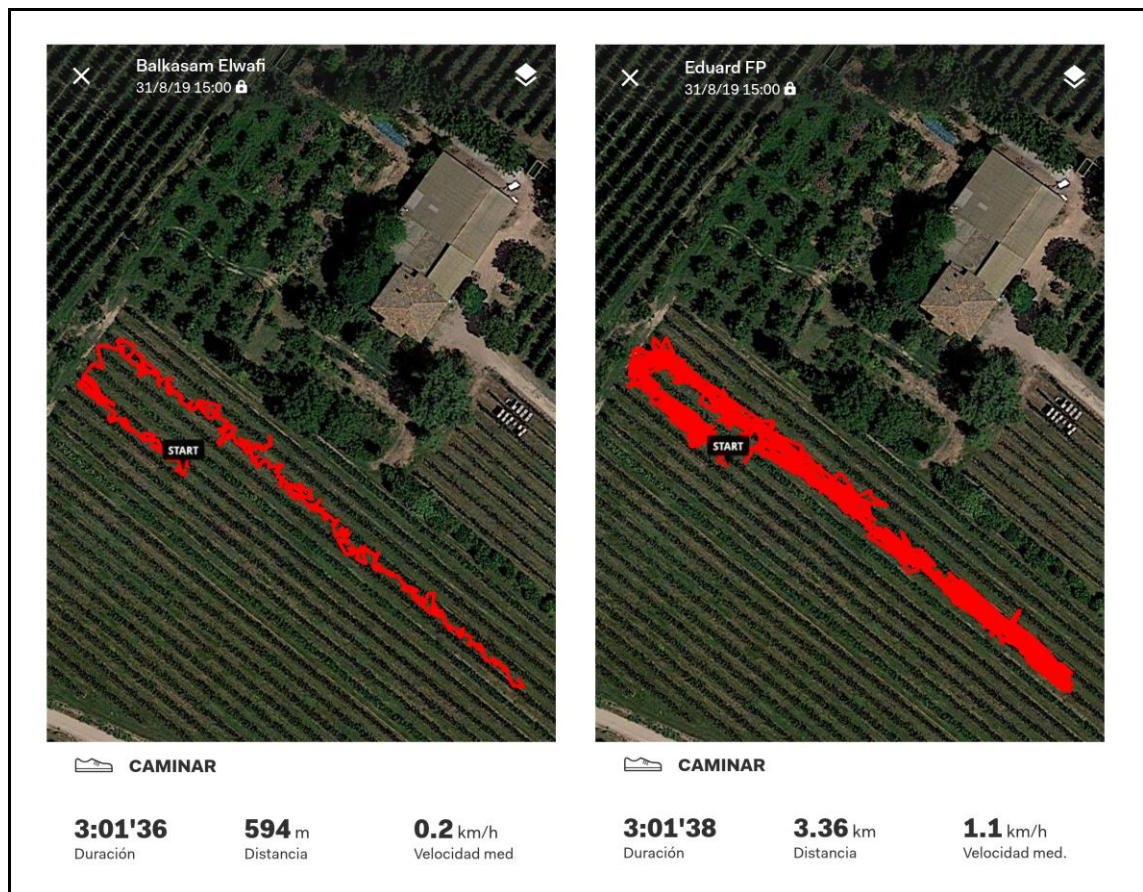 Balkasam Elwafi
31/8/19 15:00
START
CAMINAR
3:01'36 594 m 0.2 km/h
Duración Distancia Velocidad med
Eduard FP
31/8/19 15:00
START
CAMINAR
3:01'38 3.36 km 1.1 km/h
Duración Distancia Velocidad med.